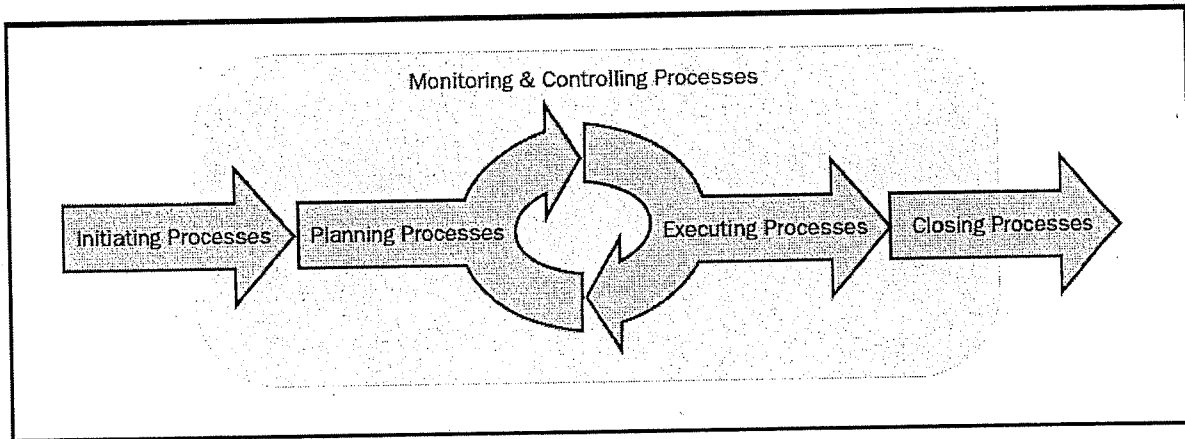 Monitoring & Controlling Processes
Initiating Processes
Planning Processes
Executing Processes
Closing Processes